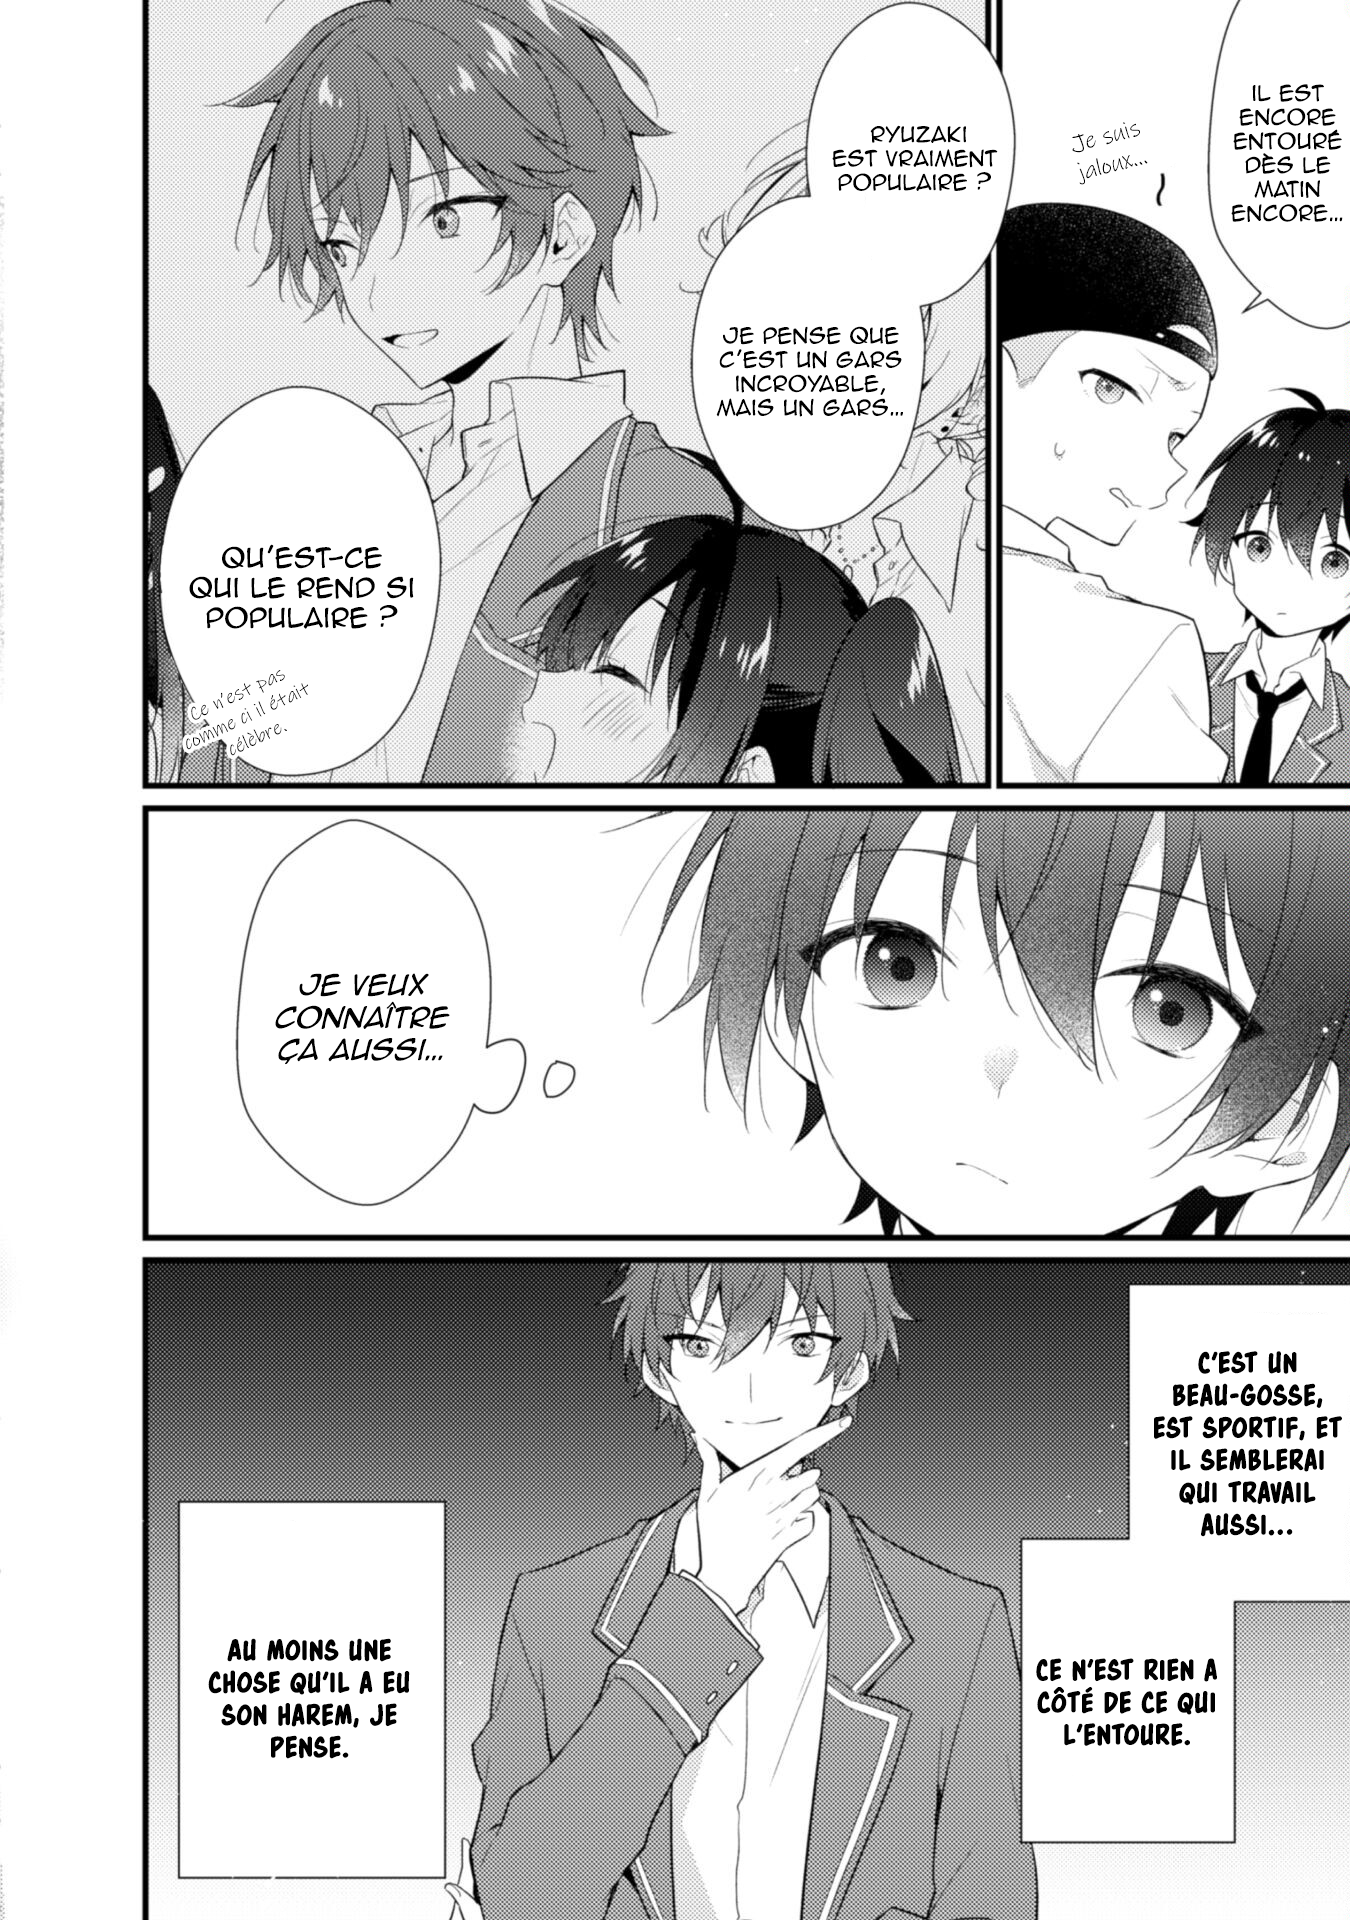 IL EST
ENCORE
ENTOURÉ
DÈS LE
MATIN
ENCORE...
Je suis
jaloux...
RYUZAKI
EST VRAIMENT
POPULAIRE ?
JE PENSE QUE
C'EST UN GARS
INCROYABLE,
MAIS UN GARS...
QU'EST-CE
QUI LE REND SI
POPULAIRE ?
Ce n'est pas
comme ci il était
célèbre.
JE VEUX
CONNAÎTRE
ÇA AUSSI...
C'EST UN
BEAU-GOSSE,
EST SPORTIF, ET
IL SEMBLERAI
QUI TRAVAIL
AUSSI...
CE N'EST RIEN A
CÔTÉ DE CE QUI
L'ENTOURE.
AU MOINS UNE
CHOSE QU'IL A EU
SON HAREM, JE
PENSE.